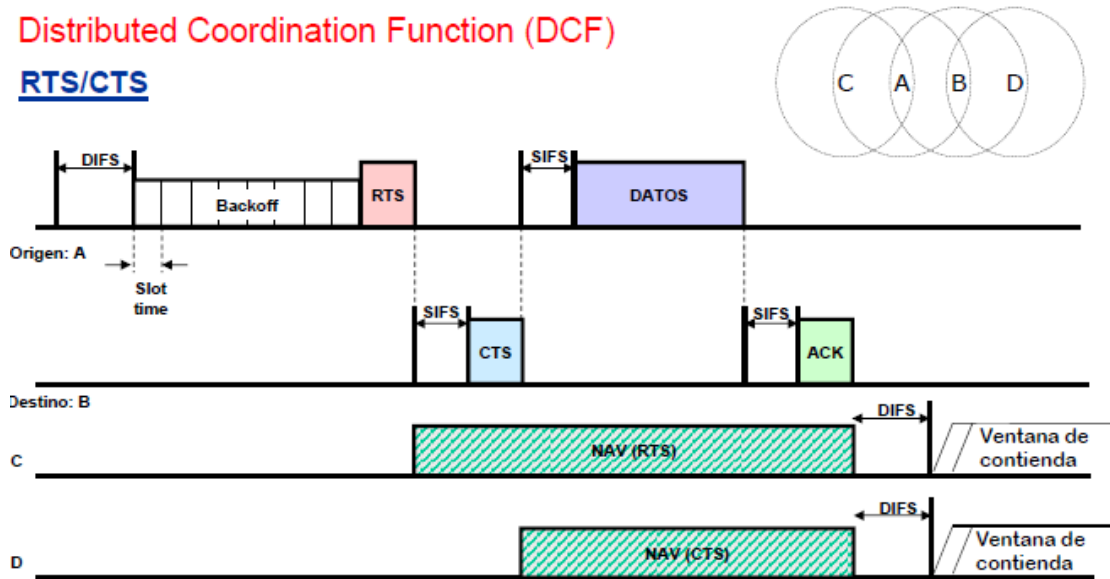 Distributed Coordination Function (DCF)
RTS/CTS
C A B D
DIFS
Backoff
RTS
SIFS
DATOS
Origen: A
Slot
time
SIFS
CTS
SIFS
ACK
Destino: B
NAV (RTS)
DIFS
Ventana de
contienda
C
NAV (CTS)
DIFS
Ventana de
contienda
D